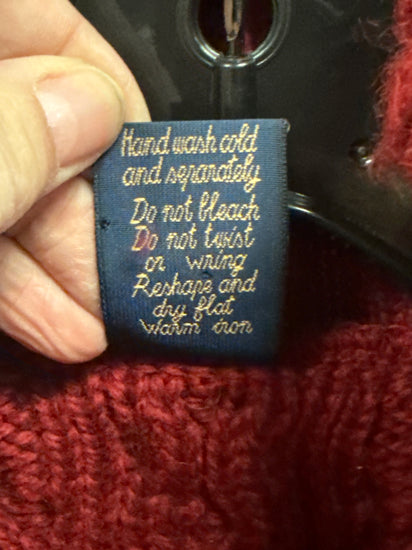 Hand wash cold
and separately
Do not bleach
Do not twist
or wring
Reshape and
dry flat
Warm iron